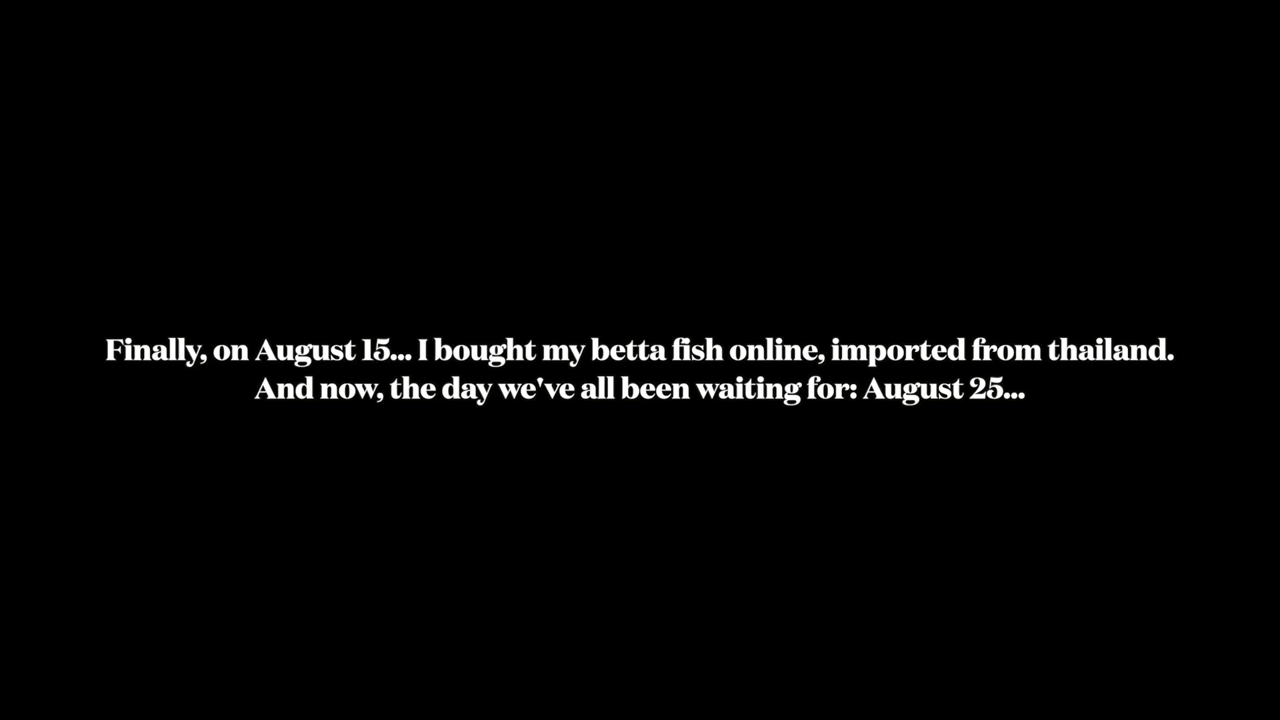 Finally, on August 15... I bought my betta fish online, imported from thailand.
And now, the day we've all been waiting for: August 25...